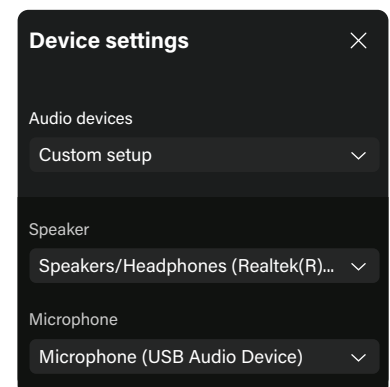 Device settings
Audio devices
Custom setup
Speaker
Speakers/Headphones (Realtek(R)...
Microphone
Microphone (USB Audio Device)